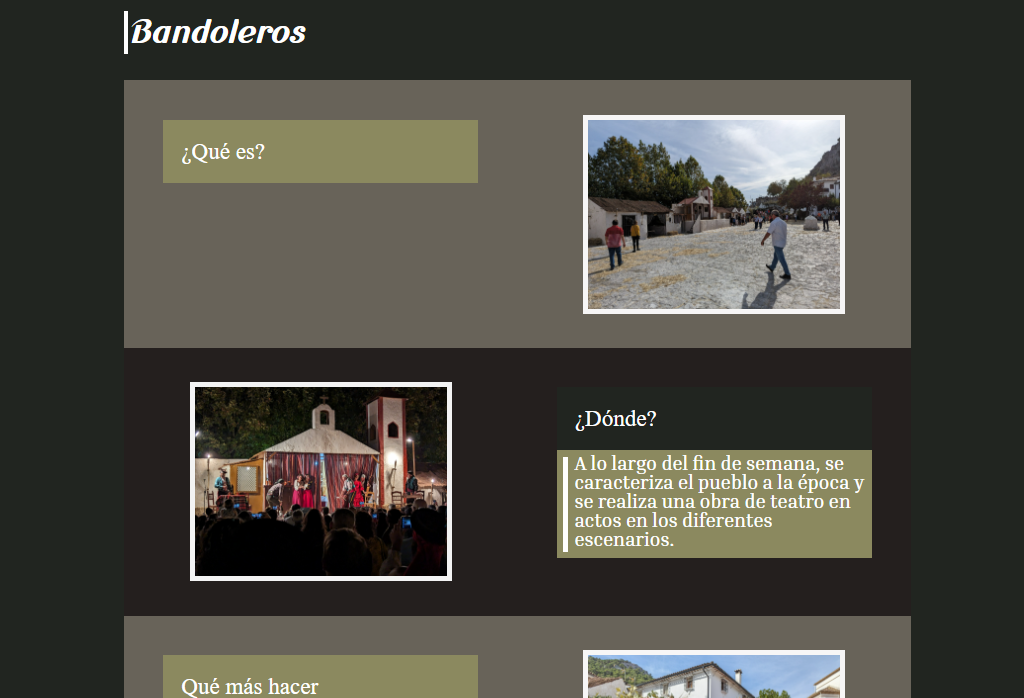 Bandoleros
¿Qué es?
¿Dónde?
A lo largo del fin de semana, se
caracteriza el pueblo a la época y
se realiza una obra de teatro en
actos en los diferentes
escenarios.
Qué más hacer